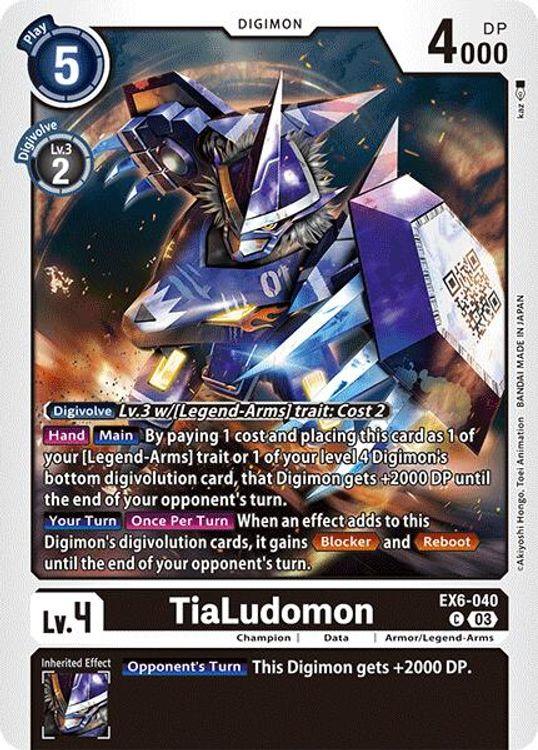 Play
DIGIMON
5
4000 DP
Digivolve
Lv.3
2
kaz
01
Digivolve Lv.3 w/[Legend-Arms] trait: Cost 2
Hand Main By paying 1 cost and placing this card as 1 of
your [Legend-Arms] trait or 1 of your level 4 Digimon's
bottom digivolution card, that Digimon gets +2000 DP until
the end of your opponent's turn.
Your Turn Once Per Turn When an effect adds to this
Digimon's digivolution cards, it gains Blocker and Reboot
until the end of your opponent's turn.
©Akiyoshi Hongo, Toei Animation BANDAI MADE IN JAPAN
Lv.4
TiaLudomon
EX6-040
C 03
Champion | Data | Armor/Legend-Arms
Inherited Effect
Opponent's Turn This Digimon gets +2000 DP.